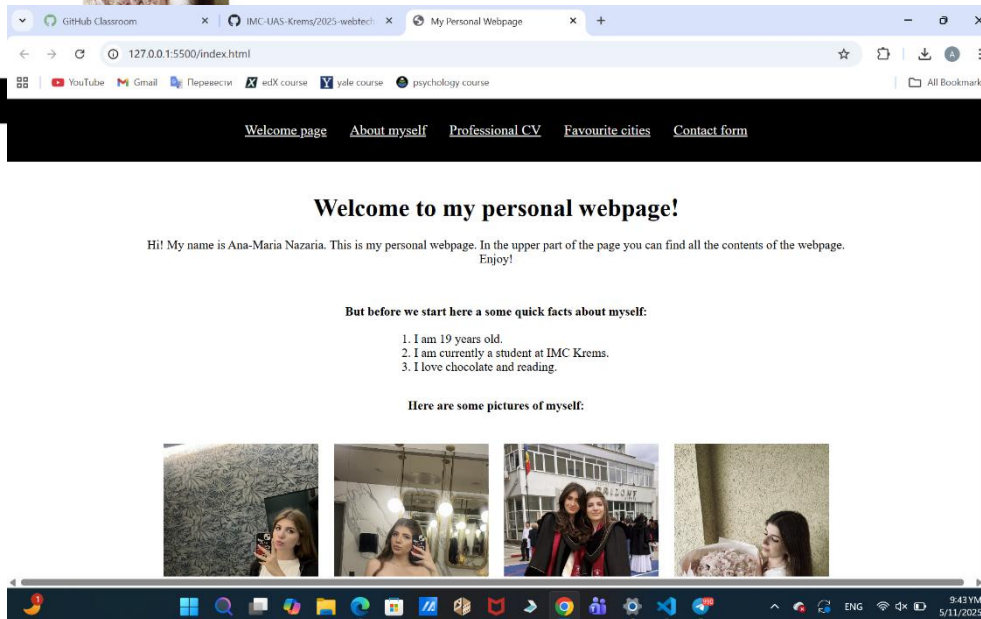 GitHub Classroom
IMC-UAS-Krems/2025-webtech
My Personal Webpage
127.0.0.1:5500/index.html
YouTube Gmail Перевести edX course yale course psychology course All Bookmark
Welcome page About myself Professional CV Favourite cities Contact form
Welcome to my personal webpage!
Hi! My name is Ana-Maria Nazaria. This is my personal webpage. In the upper part of the page you can find all the contents of the webpage.
Enjoy!
But before we start here a some quick facts about myself:
1. I am 19 years old.
2. I am currently a student at IMC Krems.
3. I love chocolate and reading.
Here are some pictures of myself:
ENG
9:43 YM
5/11/2025